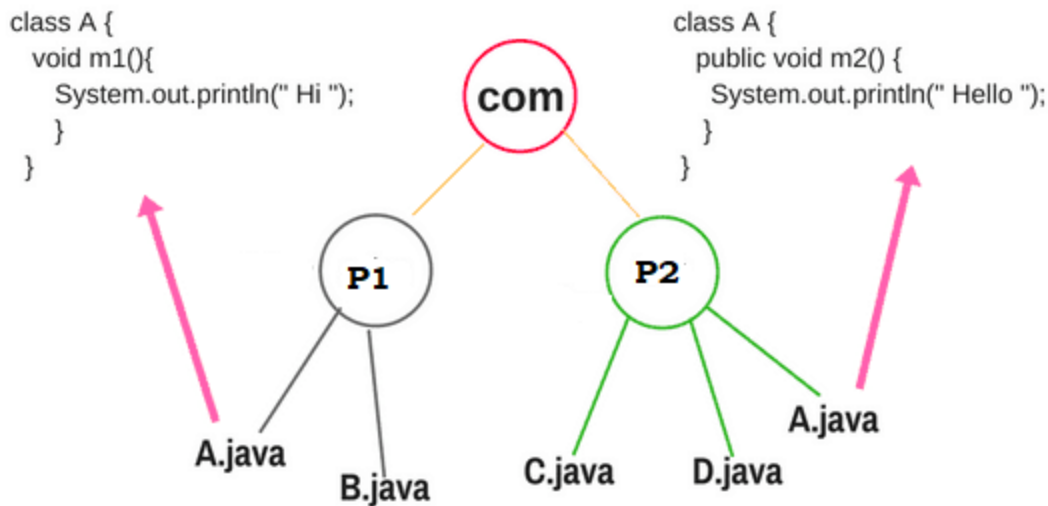 class A {
void m1(){
System.out.println(" Hi ");
}
}
class A {
public void m2() {
System.out.println(" Hello ");
}
}
com
P1
P2
A.java
B.java
C.java
D.java
A.java